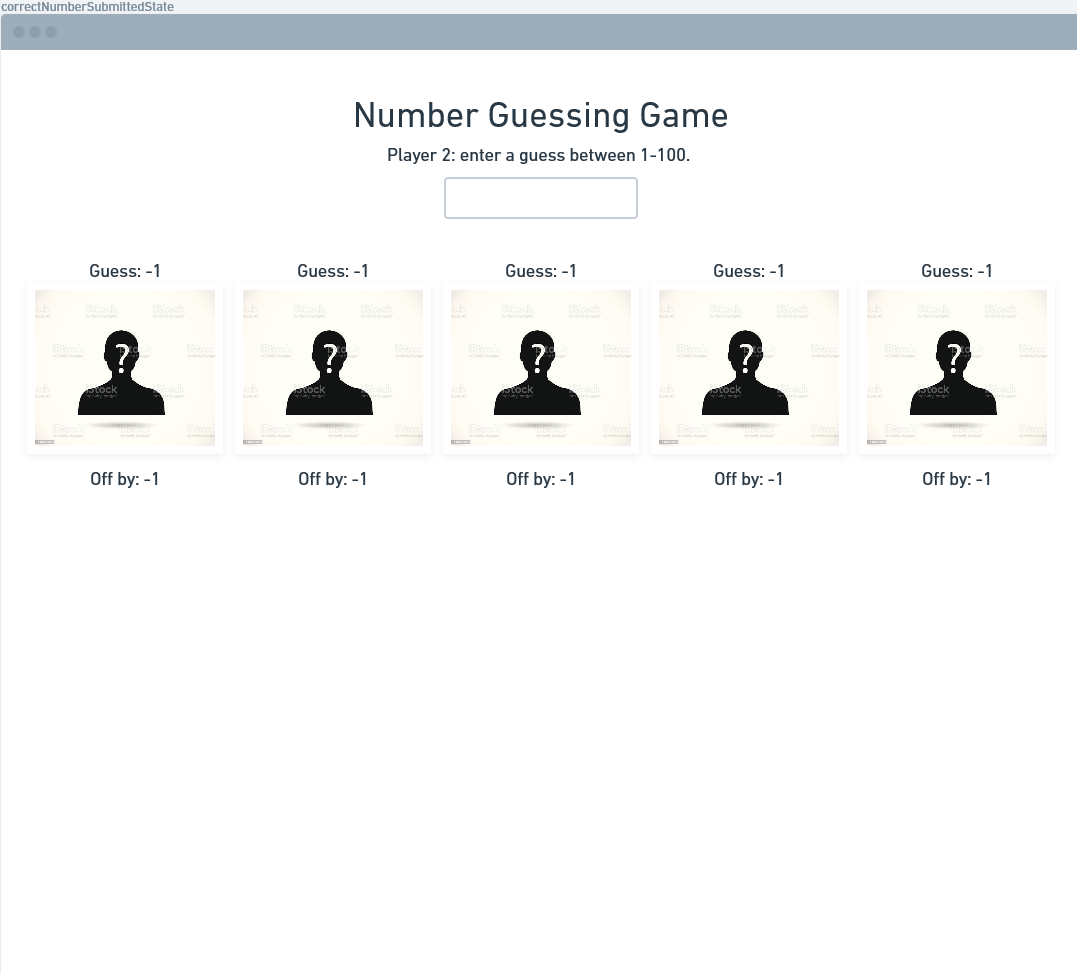 correctNumberSubmittedState
Number Guessing Game
Player 2: enter a guess between 1-100.
Guess: -1 Guess: -1 Guess: -1 Guess: -1 Guess: -1
?
?
?
?
?
Off by: -1 Off by: -1 Off by: -1 Off by: -1 Off by: -1